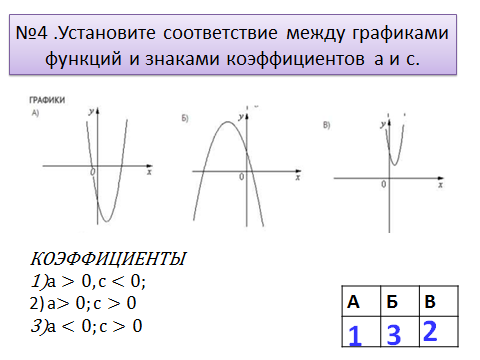 №4 .Установите соответствие между графиками
функций и знаками коэффициентов a и c.
ГРАФИКИ
А) Б) В)
y y
0 x 0 x 0 x
КОЭФФИЦИЕНТЫ
1)a > 0,c < 0;
2)a> 0;c > 0
3)a < 0;c > 0
А Б В
1 3 2